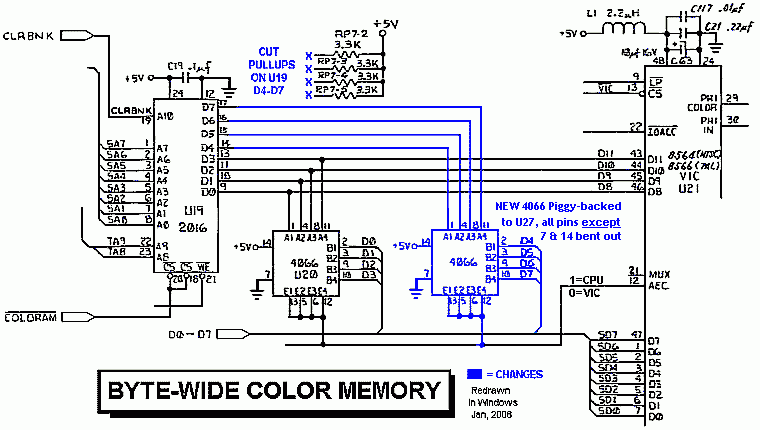 CLRBNK
+5V
C19 .1µF
24
12
CLRBNK
19
A10
SA7 1 A7
SA6 2 A6
SA5 3 A5
SA4 4 A4
SA3 5 A3
SA2 6 A2
SA1 7 A1
SA0 8 A0
TA9 22 A9
TA8 23 A8
U19
2016
D7 17
D6 16
D5 15
D4 14
D3 13
D2 11
D1 10
D0 9
CS CS WE
20 18 21
COLORAM
CUT
PULLUPS
ON U19
D4-D7
X
X
X
X
RP7-2
3.3K
RP7-3 3.3K
RP7-4 3.3K
RP7-5 3.3K
+5V
+5V
14
7
1 4 8 11
A1 A2 A3 A4
4066
U20
B1 2 D0
B2 3 D1
B3 9 D2
B4 10 D3
E1 E2 E3 E4
13 5 6 12
NEW 4066 Piggy-backed
to U27, all pins except
7 & 14 bent out
+5V
14
7
1 4 8 11
A1 A2 A3 A4
4066
B1 2 D4
B2 3 D5
B3 9 D6
B4 10 D7
E1 E2 E3 E4
13 5 6 12
1=CPU
0=VIC
D0-D7
L1 2.2µH
+5V
C117 .01µF
C21 .22µF
C63
48
24
9 LP
VIC 13 CS
22 IOACC
PHI
COLOR
29
PHI
IN
30
D11 43 D11
D10 44 D10
D9 45 D9
D8 46 D8
8564 (NTSC)
8566 (PAL)
VIC
U21
21 MUX
12 AEC
SD7 47 D7
SD6 1 D6
SD5 2 D5
SD4 3 D4
SD3 4 D3
SD2 5 D2
SD1 6 D1
SD0 7 D0
= CHANGES
Redrawn
in Windows
Jan, 2006
BYTE-WIDE COLOR MEMORY